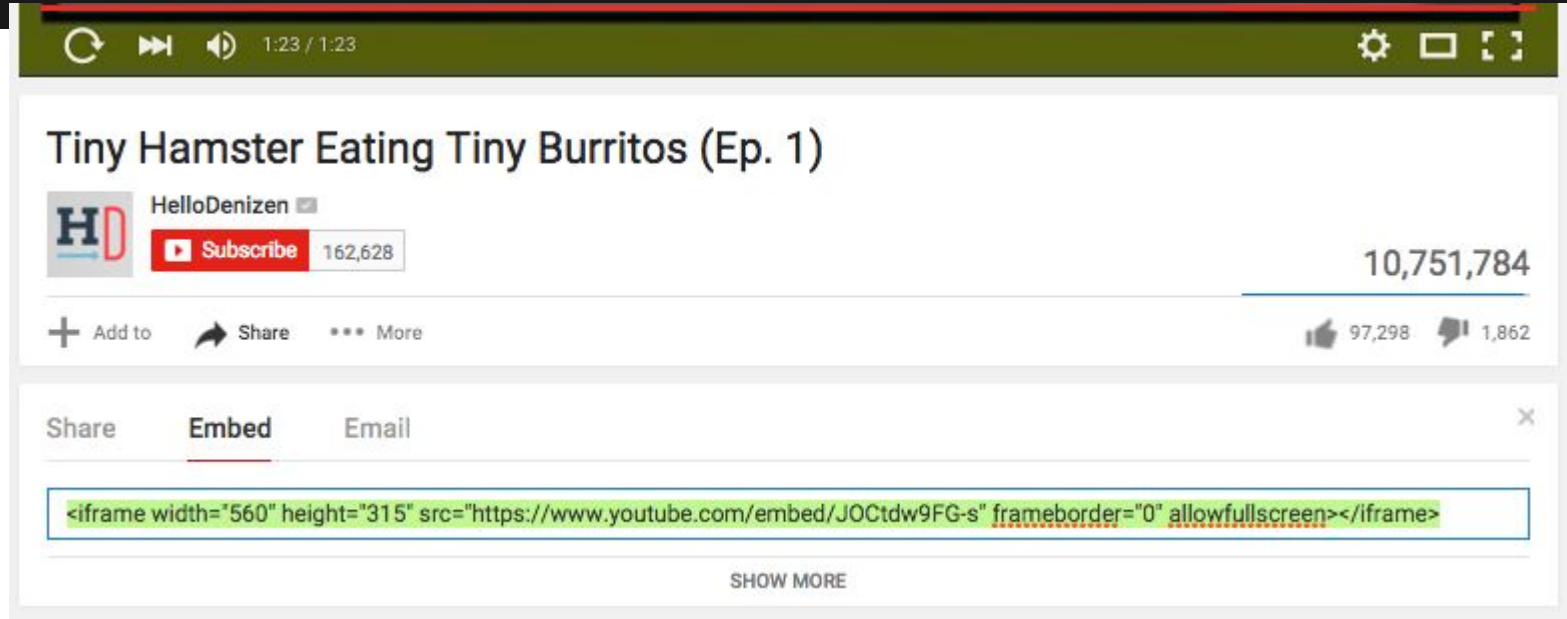 1:23 / 1:23
Tiny Hamster Eating Tiny Burritos (Ep. 1)
HD
HelloDenizen
Subscribe 162,628
10,751,784
Add to Share More
97,298 1,862
Share Embed Email
<iframe width="560" height="315" src="https://www.youtube.com/embed/JOCtdw9FG-s" frameborder="0" allowfullscreen></iframe>
SHOW MORE